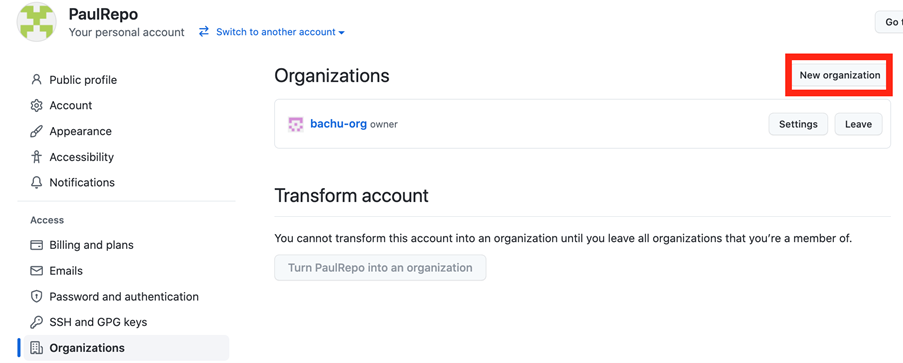 PaulRepo
Your personal account
Switch to another account
Go t
Public profile
Account
Appearance
Accessibility
Notifications
Access
Billing and plans
Emails
Password and authentication
SSH and GPG keys
Organizations
Organizations
New organization
bachu-org owner
Settings
Leave
Transform account
You cannot transform this account into an organization until you leave all organizations that you’re a member of.
Turn PaulRepo into an organization